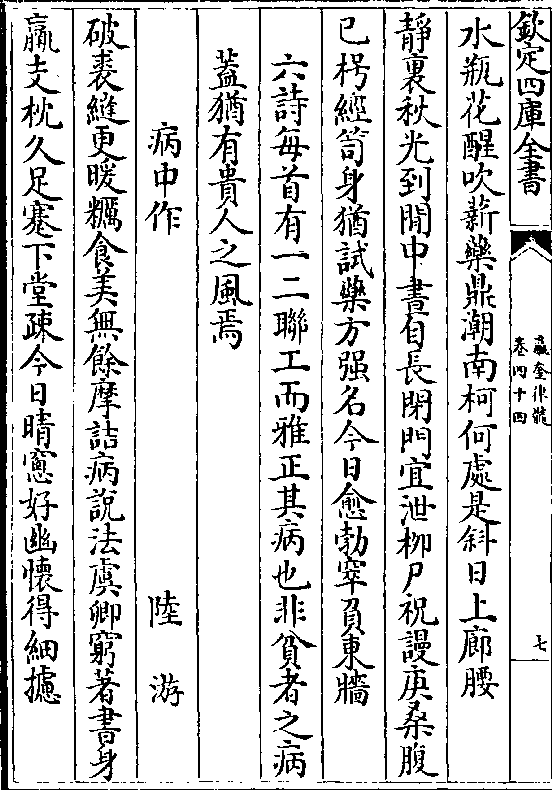 欽定四庫全書
瀛奎律髓
卷四十四
七
水瓶花醒吹薪藥鼎潮南柯何處是斜日上廊腰
靜裏秋光到閒中晝自長閉門宜泄柳尸祝謾庚桑腹
已枵經笥身猶試藥方强名今日愈勃窣負東牆
六詩每首有一二聯工而雅正其病也非貧者之病
葢猶有貴人之風焉
病中作
陸游
破裘縫更暖糲食美無餘摩詰病說法虞卿窮著書身
羸支枕久足蹇下堂疎今日晴窻好幽懷得細攄